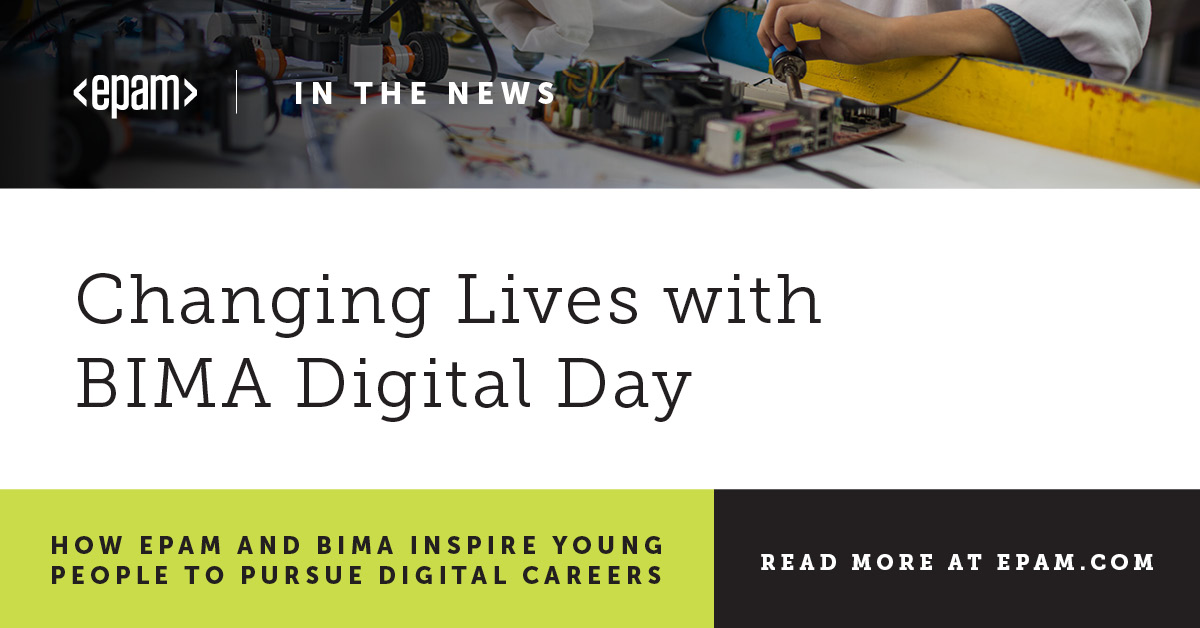 <epam> IN THE NEWS
Changing Lives with
BIMA Digital Day
HOW EPAM AND BIMA INSPIRE YOUNG
PEOPLE TO PURSUE DIGITAL CAREERS
READ MORE AT EPAM.COM